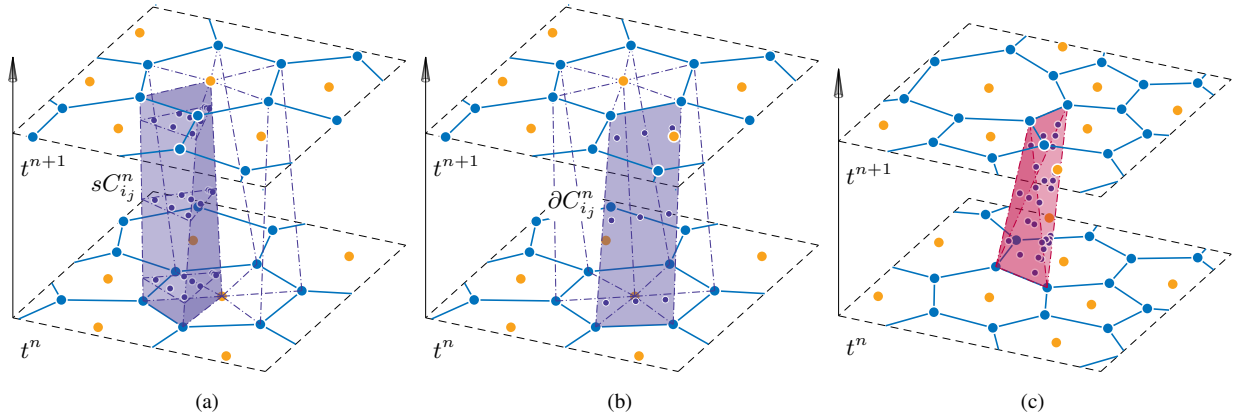 t^{n+1}
sC^n_{i_j}
t^n
(a)
t^{n+1}
∂C^n_{i_j}
t^n
(b)
t^{n+1}
t^n
(c)